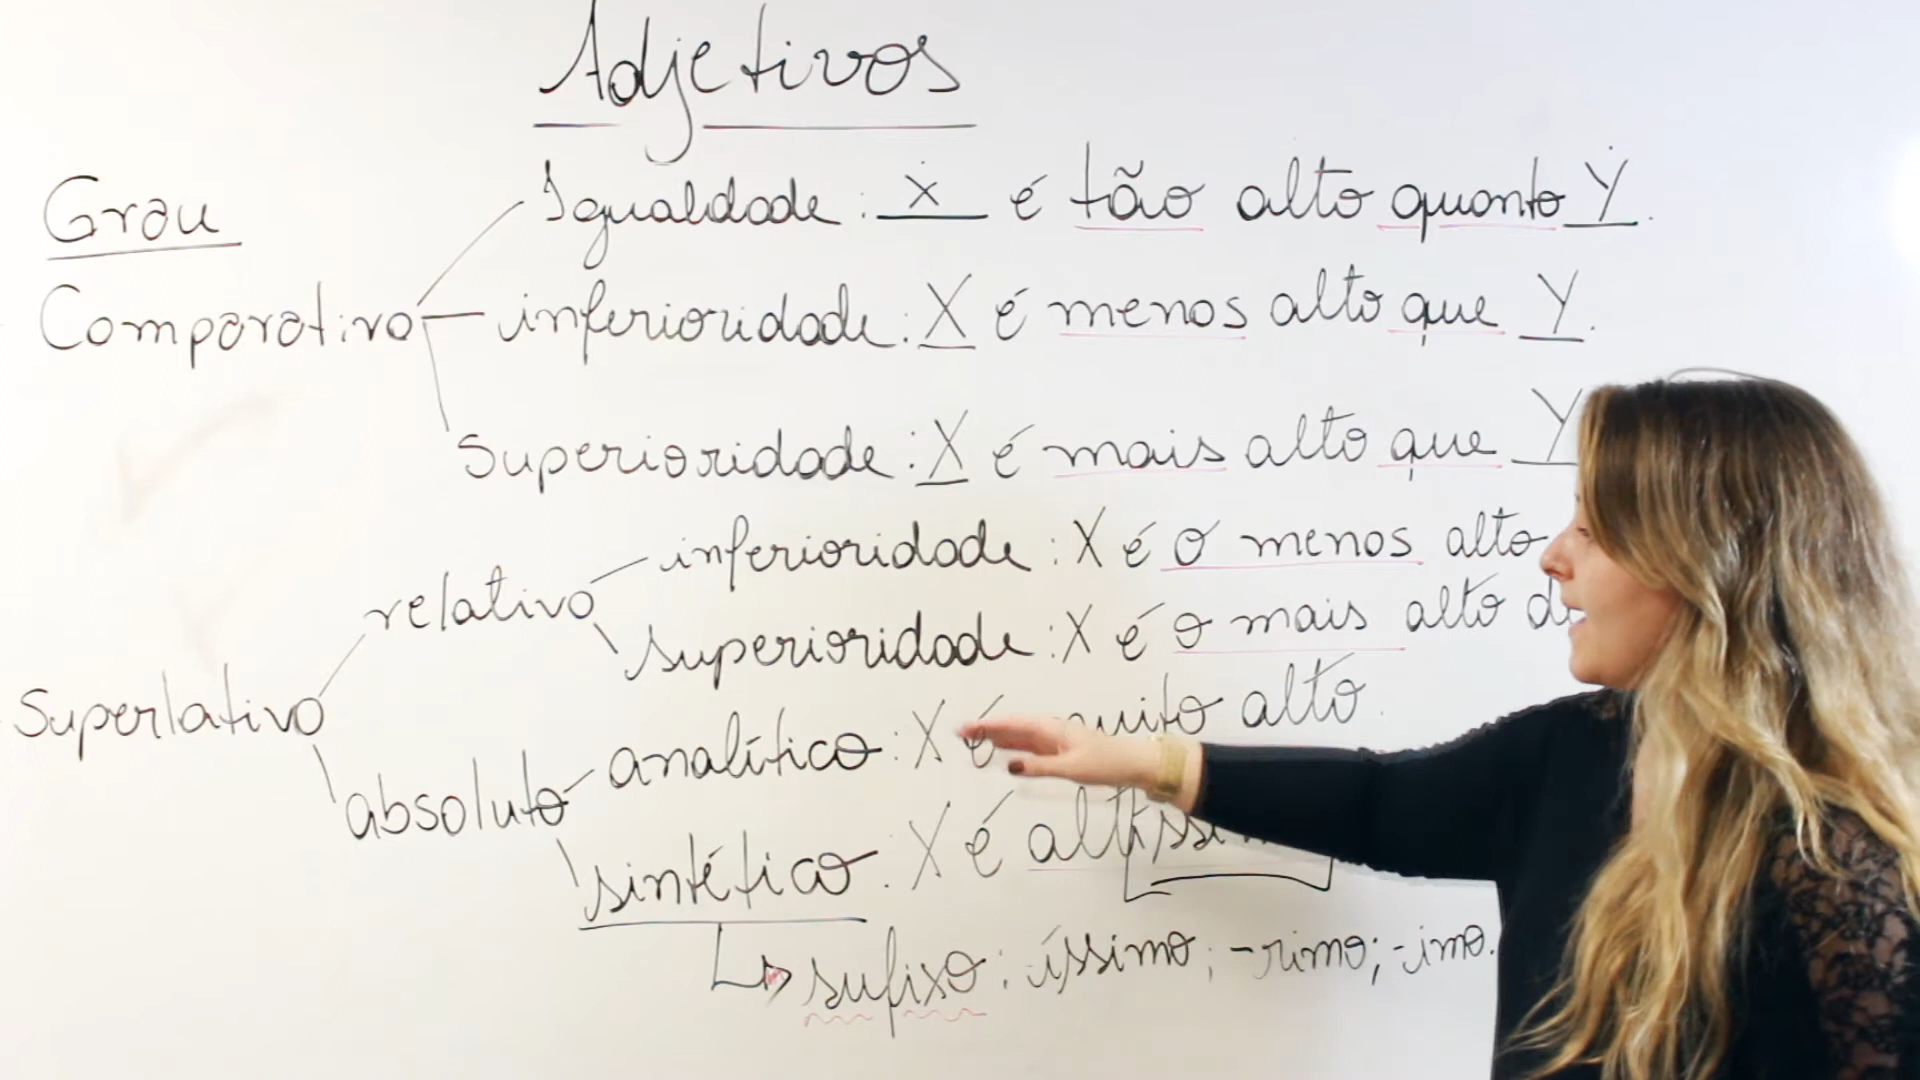 Adjetivos
Grau
Igualdade: X é tão alto quanto Y.
Comparativo
inferioridade: X é menos alto que Y.
Superioridade: X é mais alto que Y
Superlativo
relativo
inferioridade: X é o menos alto
superioridade: X é o mais alto
absoluto
analítico: X é muito alto.
sintético: X é
sufixo: íssimo; -rimo; -imo.